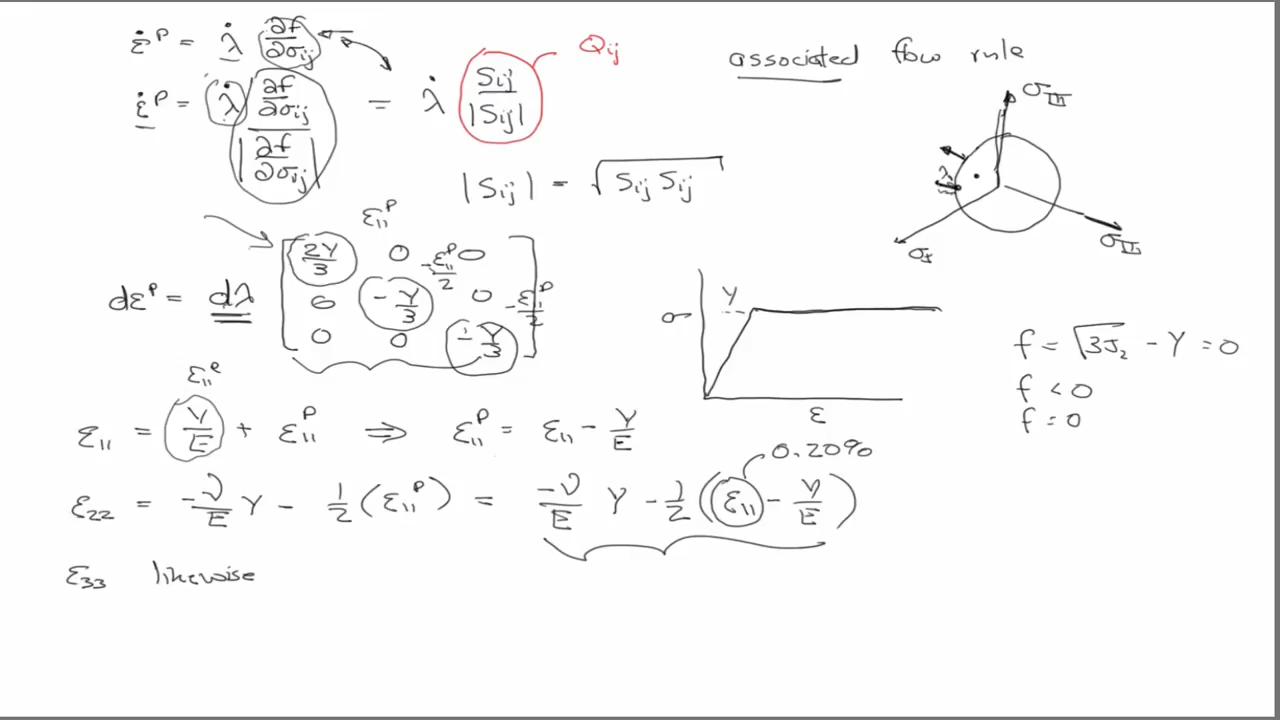 ε̇ᴾ = λ̇ ∂f/∂σij
associated flow rule
ε̇ᴾ = λ̇ (∂f/∂σij)/|∂f/∂σij| = λ̇ Sij/|Sij|
Qij
|Sij| = √(Sij Sij)
σIII
λ̇
σI
σII
ε₁₁ᴾ
dεᴾ = dλ [2Y/3 0 0
0 -Y/3 0
0 0 -Y/3]
-ε₁₁ᴾ/2
-ε₁₁ᴾ/2
Y
σ
ε
f = √3J₂ - Y = 0
f < 0
f = 0
ε₁₁ᵉ
ε₁₁ = Y/E + ε₁₁ᴾ ⇒ ε₁₁ᴾ = ε₁₁ - Y/E
0.20%
ε₂₂ = -ν/E Y - 1/2 (ε₁₁ᴾ) = -ν/E Y - 1/2 (ε₁₁ - Y/E)
ε₃₃ likewise